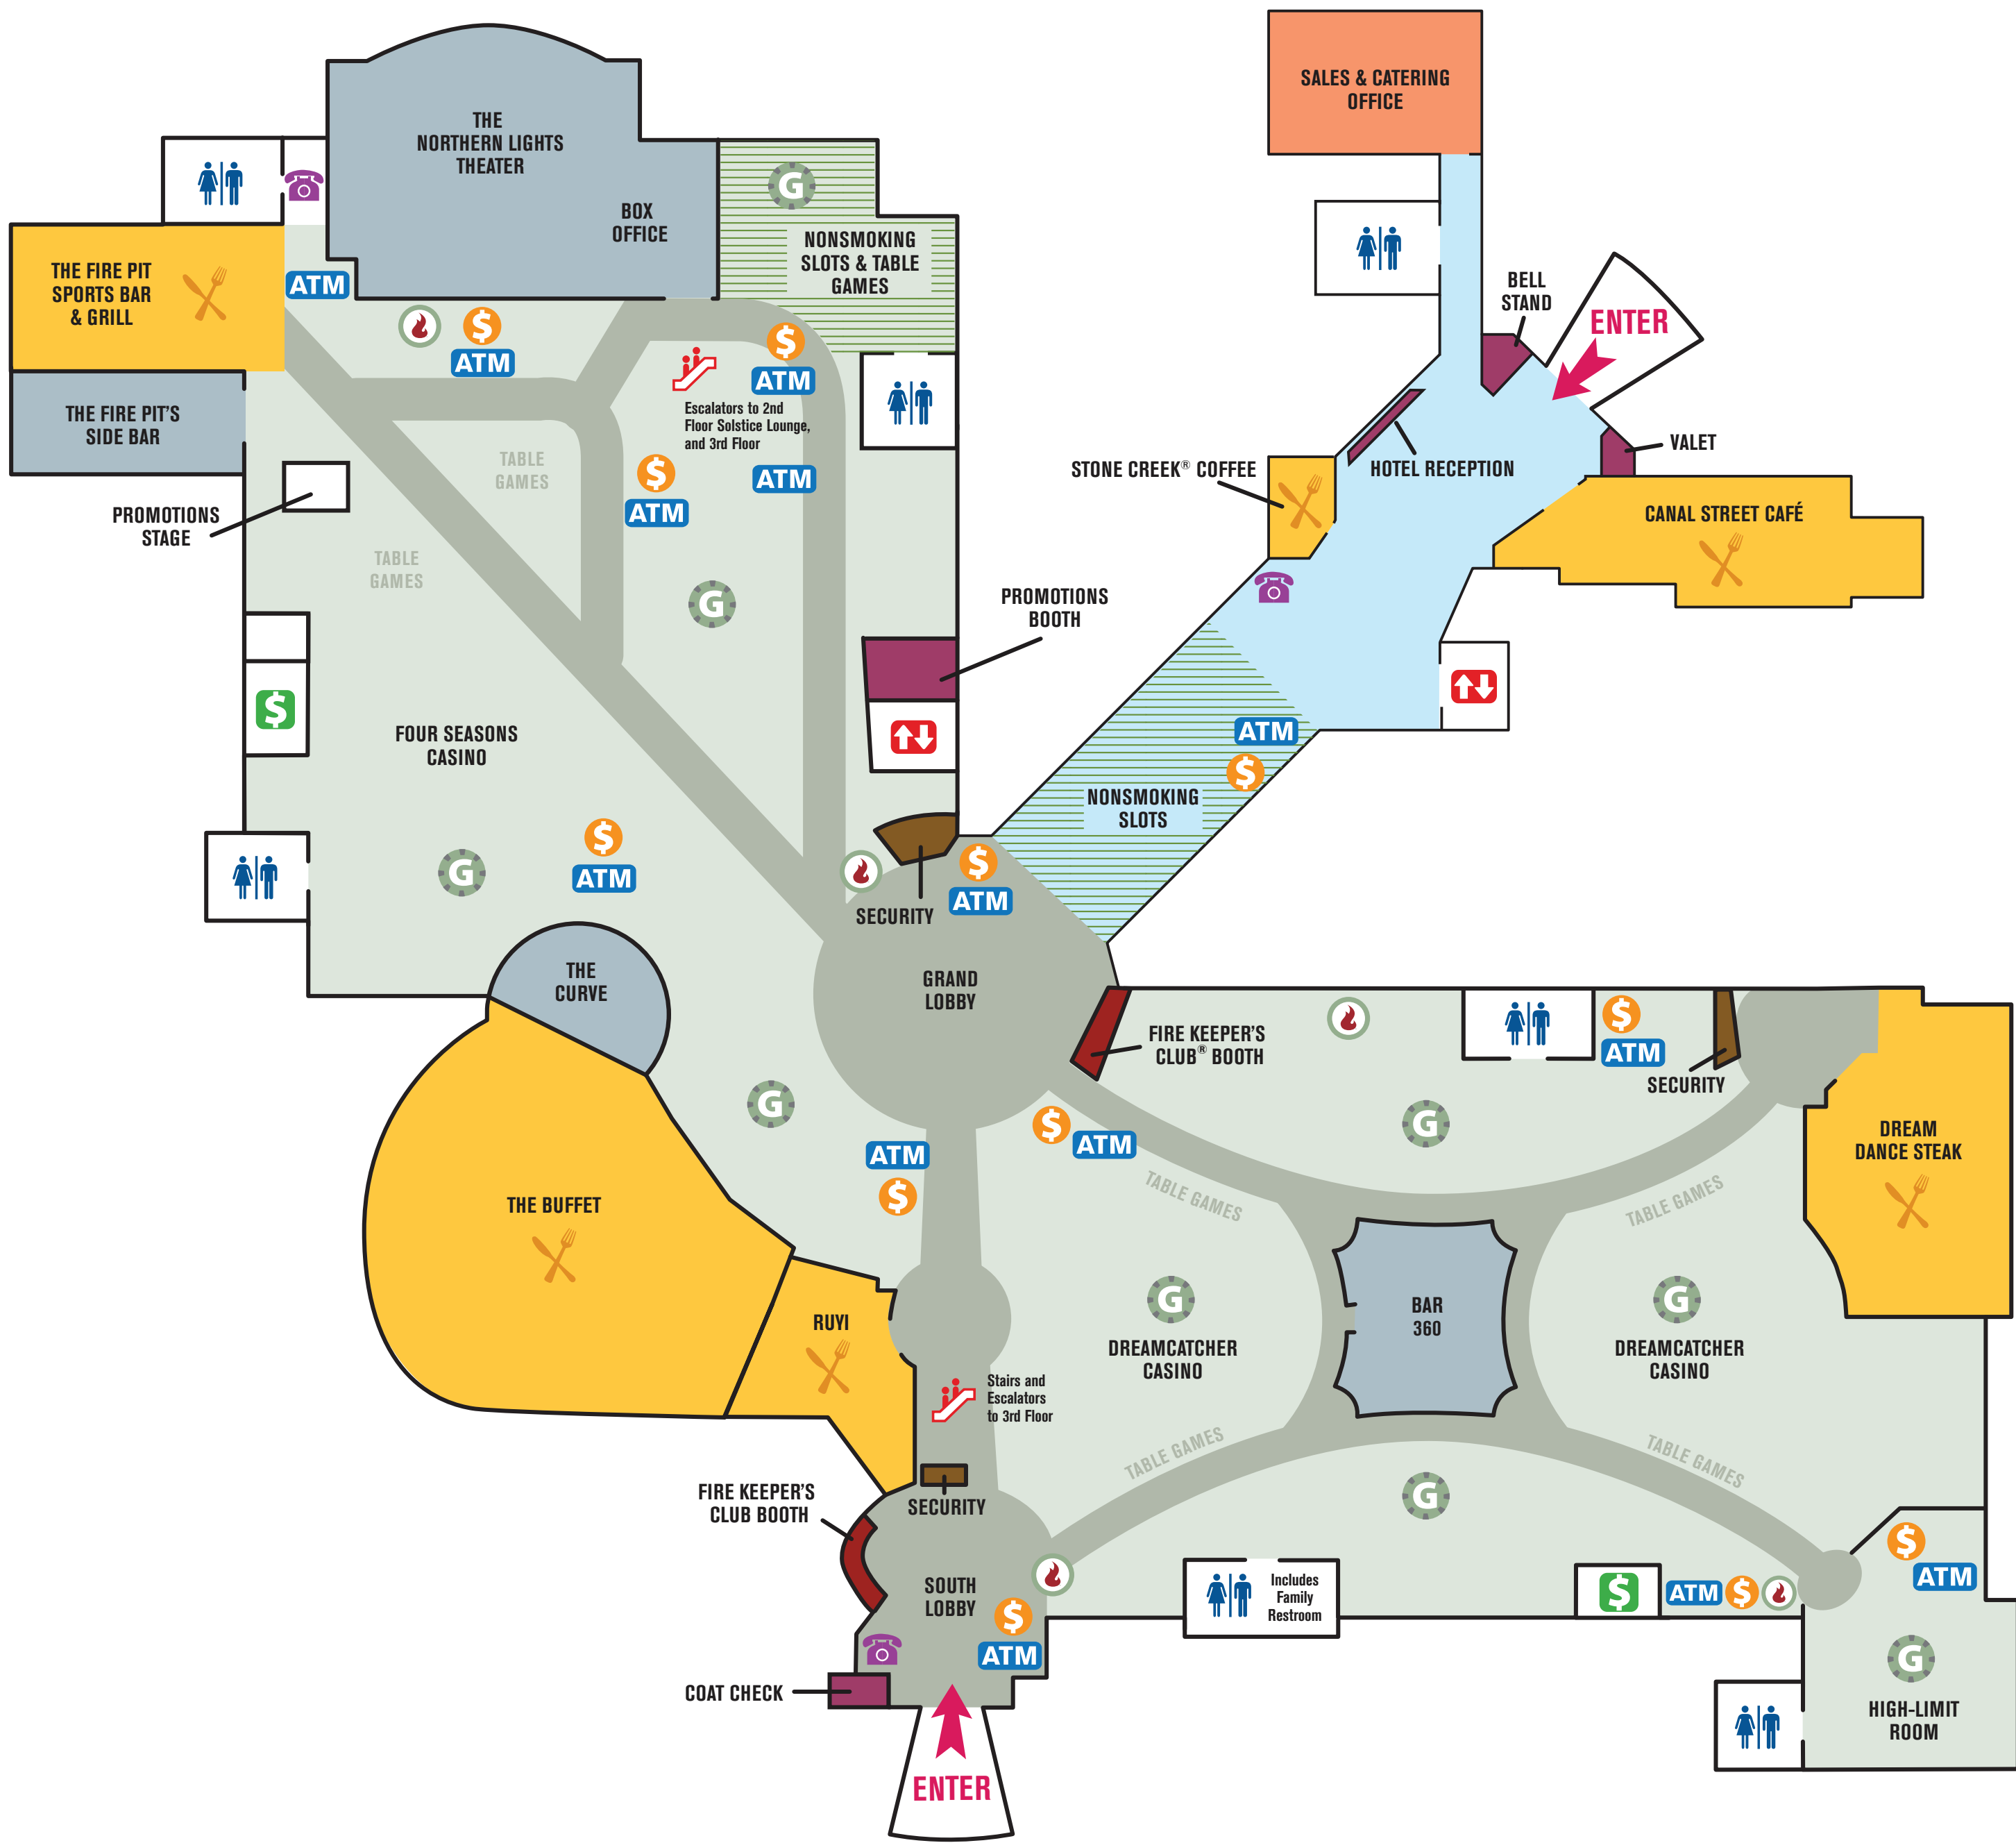 SALES & CATERING
OFFICE
THE
NORTHERN LIGHTS
THEATER
BOX
OFFICE
G
NONSMOKING
SLOTS & TABLE
GAMES
THE FIRE PIT
SPORTS BAR
& GRILL
ATM
$
ATM
$
ATM
BELL
STAND
ENTER
THE FIRE PIT'S
SIDE BAR
Escalators to 2nd
Floor Solstice Lounge,
and 3rd Floor
TABLE
GAMES
$
ATM
ATM
STONE CREEK® COFFEE
HOTEL RECEPTION
VALET
CANAL STREET CAFÉ
PROMOTIONS
STAGE
TABLE
GAMES
G
PROMOTIONS
BOOTH
$
FOUR SEASONS
CASINO
ATM
$
NONSMOKING
SLOTS
$
ATM
G
$
ATM
SECURITY
THE
CURVE
GRAND
LOBBY
FIRE KEEPER'S
CLUB® BOOTH
$
ATM
SECURITY
G
$
ATM
G
DREAM
DANCE STEAK
ATM
$
TABLE GAMES
TABLE GAMES
THE BUFFET
RUYI
G
DREAMCATCHER
CASINO
BAR
360
G
DREAMCATCHER
CASINO
Stairs and
Escalators
to 3rd Floor
TABLE GAMES
TABLE GAMES
FIRE KEEPER'S
CLUB BOOTH
SECURITY
G
SOUTH
LOBBY
$
ATM
Includes
Family
Restroom
$
ATM
$
$
ATM
COAT CHECK
G
HIGH-LIMIT
ROOM
ENTER